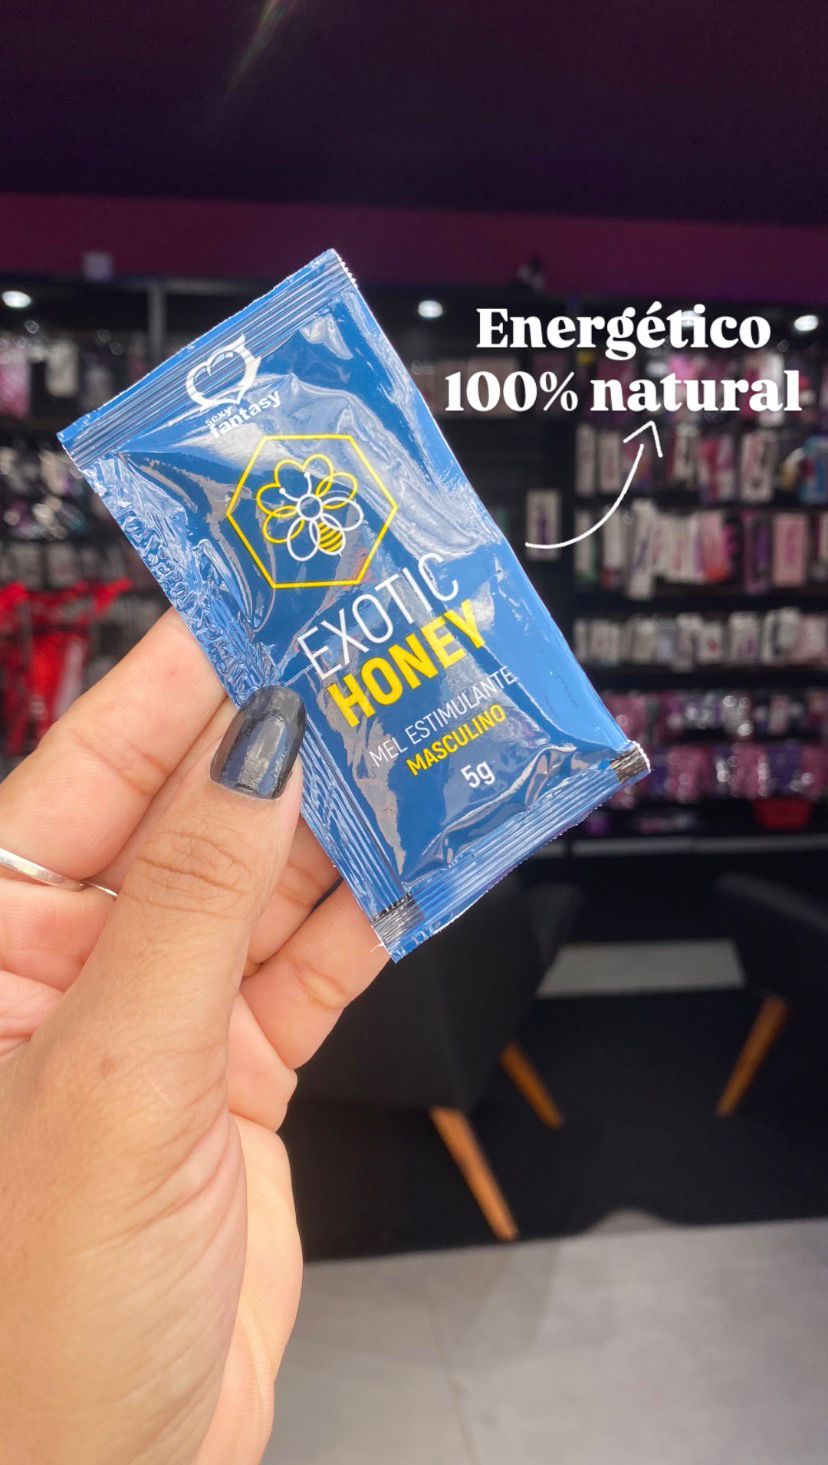 Energético
100% natural
sexy
fantasy
EXOTIC
HONEY
MEL ESTIMULANTE
MASCULINO
5g